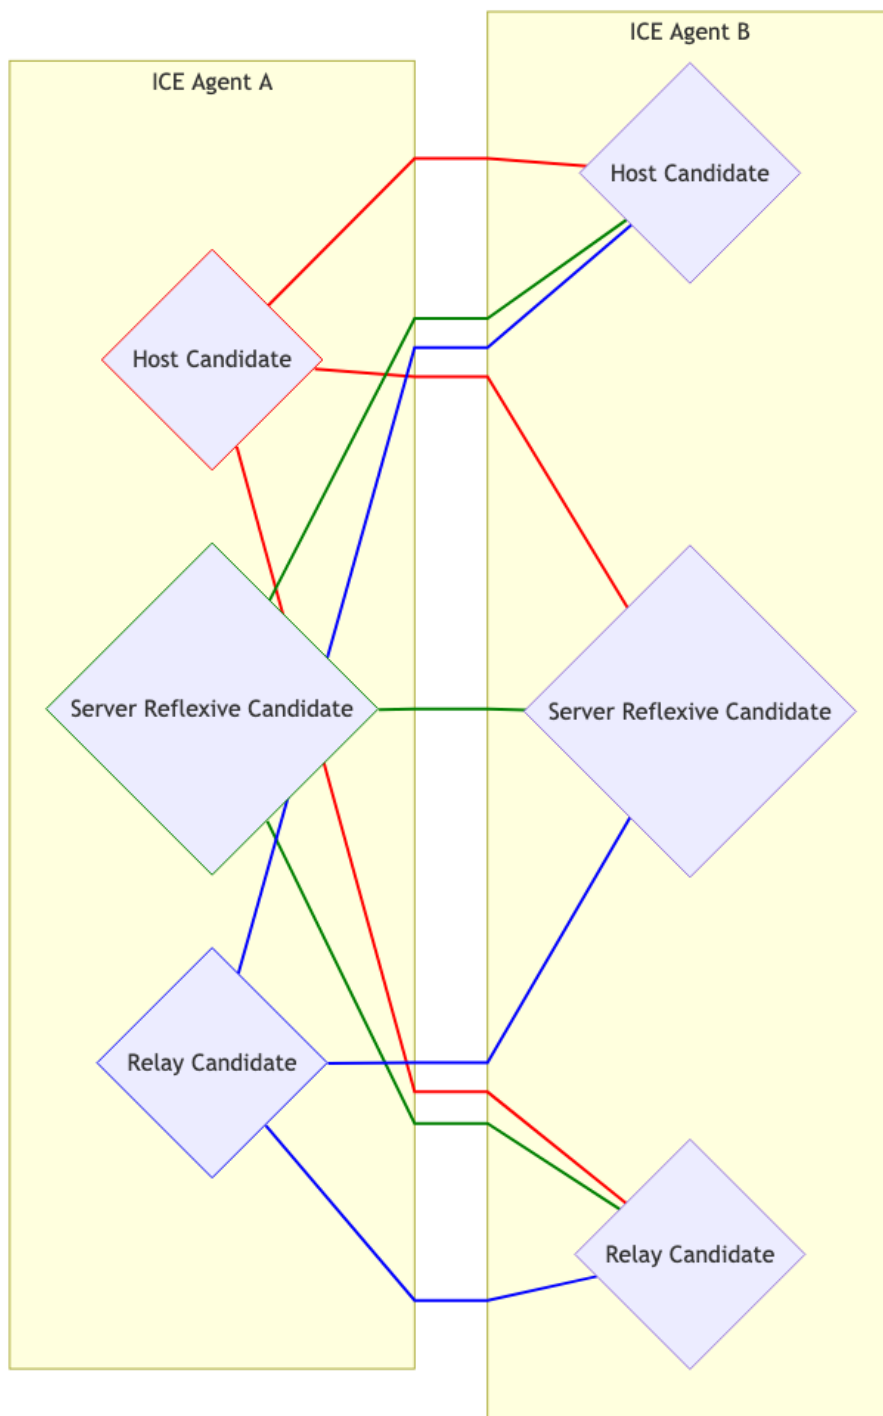 ICE Agent A
Host Candidate
Server Reflexive Candidate
Relay Candidate
ICE Agent B
Host Candidate
Server Reflexive Candidate
Relay Candidate